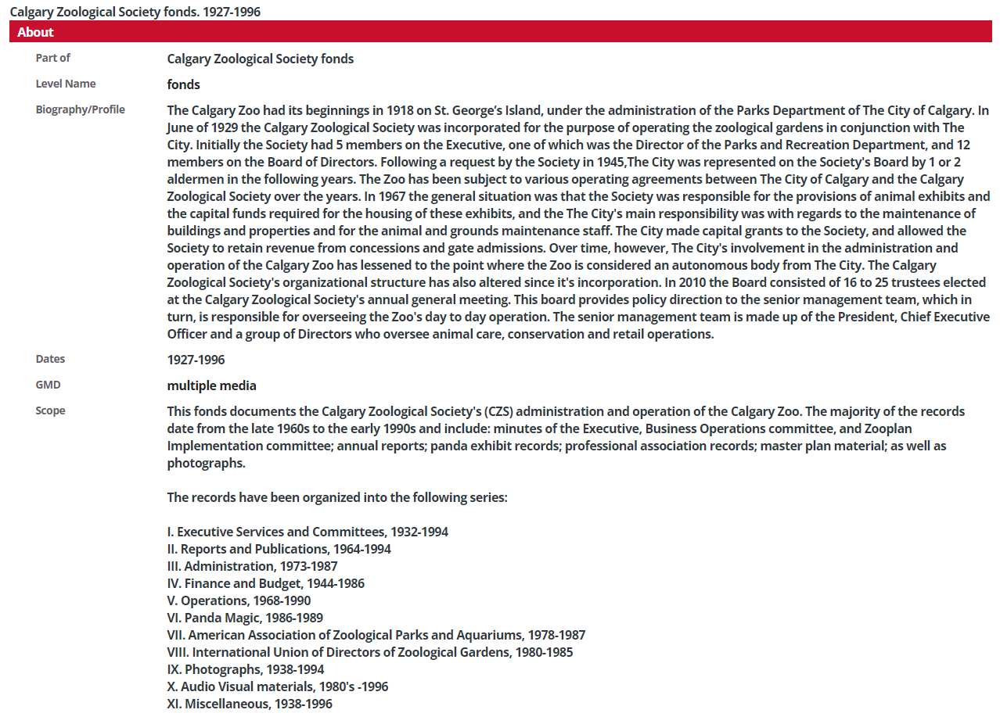 Calgary Zoological Society fonds. 1927-1996
About
Part of
Calgary Zoological Society fonds
Level Name
fonds
Biography/Profile
The Calgary Zoo had its beginnings in 1918 on St. George’s Island, under the administration of the Parks Department of The City of Calgary. In
June of 1929 the Calgary Zoological Society was incorporated for the purpose of operating the zoological gardens in conjunction with The
City. Initially the Society had 5 members on the Executive, one of which was the Director of the Parks and Recreation Department, and 12
members on the Board of Directors. Following a request by the Society in 1945,The City was represented on the Society's Board by 1 or 2
aldermen in the following years. The Zoo has been subject to various operating agreements between The City of Calgary and the Calgary
Zoological Society over the years. In 1967 the general situation was that the Society was responsible for the provisions of animal exhibits and
the capital funds required for the housing of these exhibits, and the The City's main responsibility was with regards to the maintenance of
buildings and properties and for the animal and grounds maintenance staff. The City made capital grants to the Society, and allowed the
Society to retain revenue from concessions and gate admissions. Over time, however, The City's involvement in the administration and
operation of the Calgary Zoo has lessened to the point where the Zoo is considered an autonomous body from The City. The Calgary
Zoological Society's organizational structure has also altered since it's incorporation. In 2010 the Board consisted of 16 to 25 trustees elected
at the Calgary Zoological Society's annual general meeting. This board provides policy direction to the senior management team, which in
turn, is responsible for overseeing the Zoo's day to day operation. The senior management team is made up of the President, Chief Executive
Officer and a group of Directors who oversee animal care, conservation and retail operations.
Dates
1927-1996
GMD
multiple media
Scope
This fonds documents the Calgary Zoological Society's (CZS) administration and operation of the Calgary Zoo. The majority of the records
date from the late 1960s to the early 1990s and include: minutes of the Executive, Business Operations committee, and Zooplan
Implementation committee; annual reports; panda exhibit records; professional association records; master plan material; as well as
photographs.
The records have been organized into the following series:
I. Executive Services and Committees, 1932-1994
II. Reports and Publications, 1964-1994
III. Administration, 1973-1987
IV. Finance and Budget, 1944-1986
V. Operations, 1968-1990
VI. Panda Magic, 1986-1989
VII. American Association of Zoological Parks and Aquariums, 1978-1987
VIII. International Union of Directors of Zoological Gardens, 1980-1985
IX. Photographs, 1938-1994
X. Audio Visual materials, 1980's -1996
XI. Miscellaneous, 1938-1996